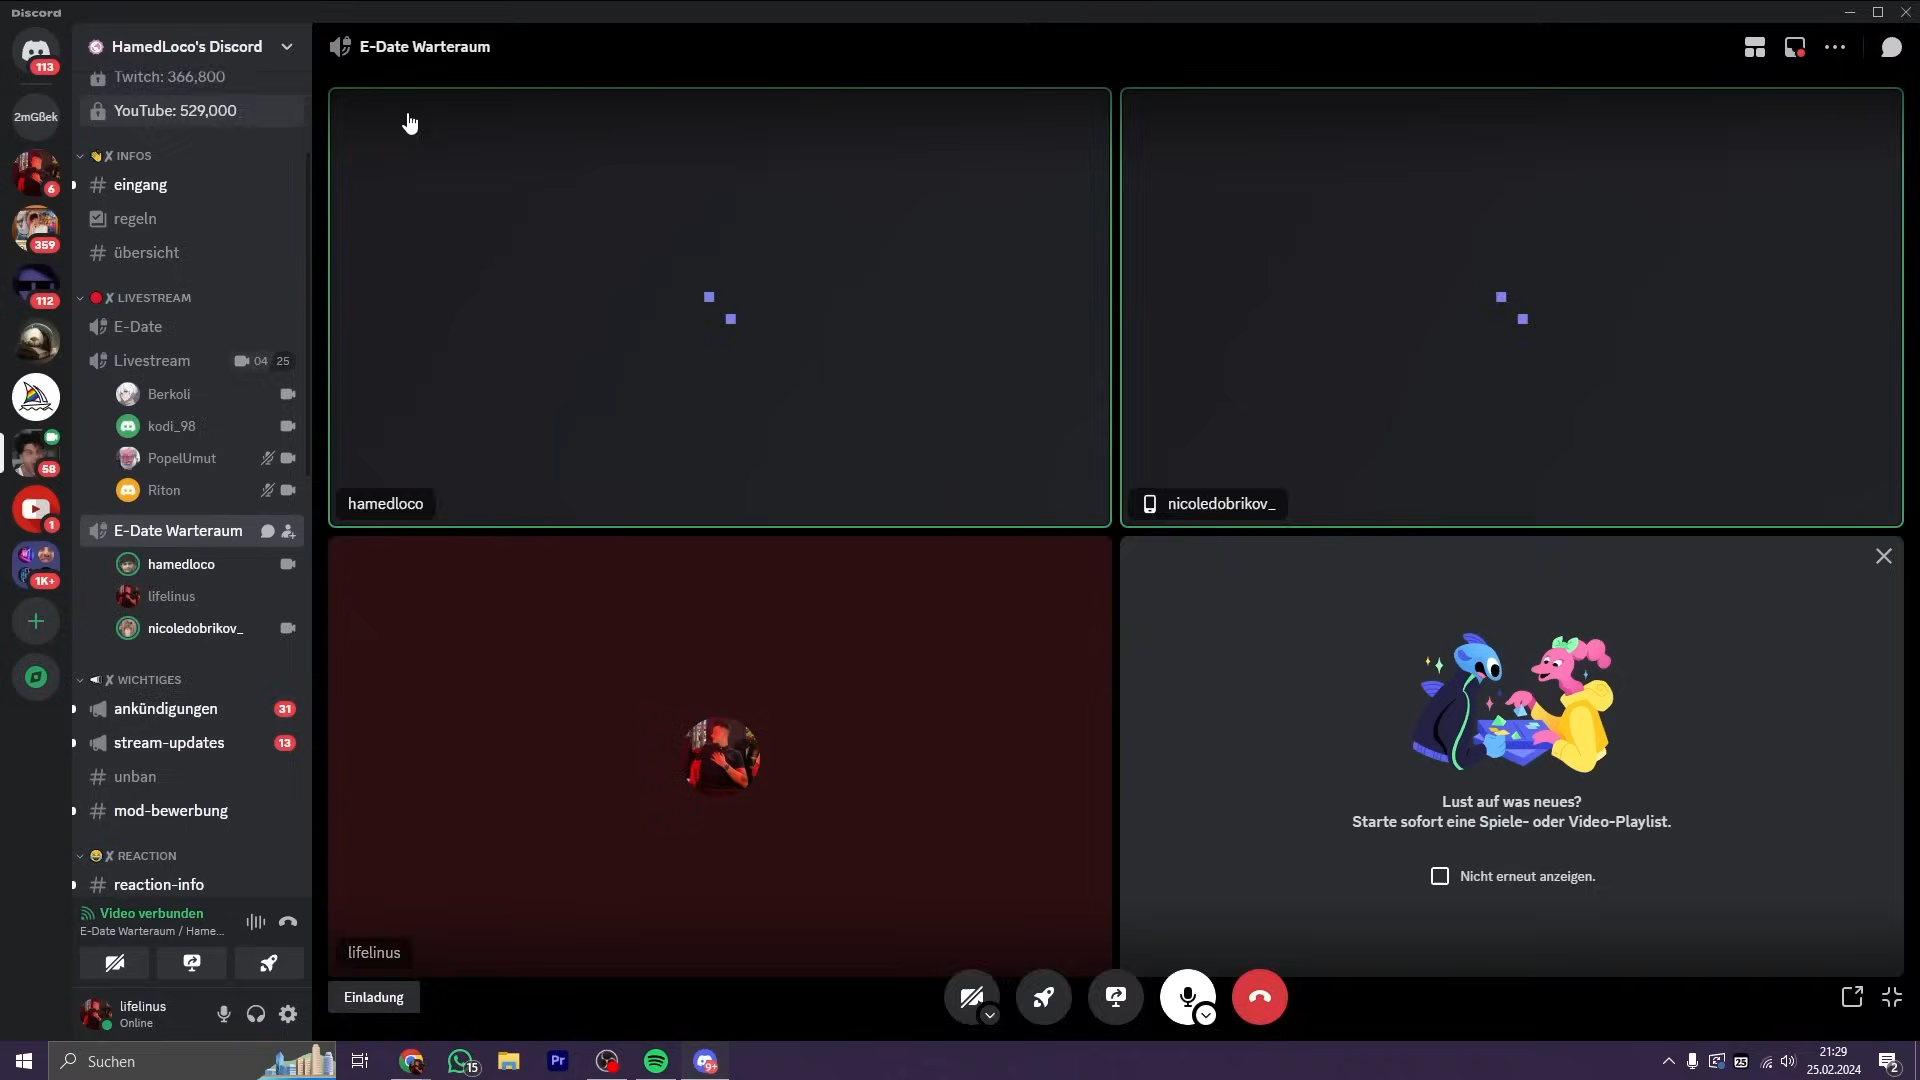 Discord
HamedLoco's Discord
E-Date Warteraum
113
Twitch: 366,800
YouTube: 529,000
2mGßek
INFOS
eingang
6
regeln
359
übersicht
112
LIVESTREAM
E-Date
Livestream
04 25
Berkoli
kodi_98
PopelUmut
58
Riton
1
E-Date Warteraum
hamedloco
1K+
lifelinus
nicoledobrikov_
WICHTIGES
ankündigungen
31
stream-updates
13
unban
mod-bewerbung
REACTION
reaction-info
Video verbunden
E-Date Warteraum / Hame...
lifelinus
Online
hamedloco
nicoledobrikov_
lifelinus
Lust auf was neues?
Starte sofort eine Spiele- oder Video-Playlist.
Nicht erneut anzeigen.
Einladung
Suchen
15
Pr
9+
25
21:29
25.02.2024
2